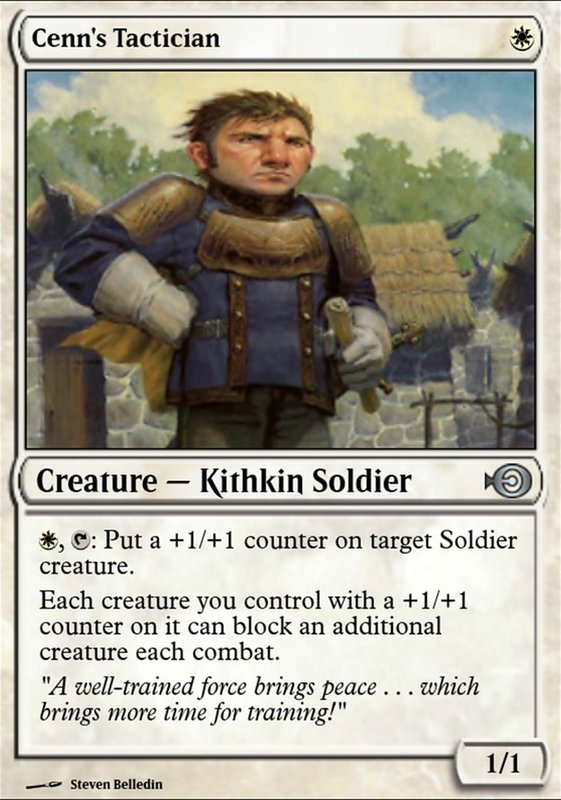 Cenn's Tactician
Creature — Kithkin Soldier
, : Put a +1/+1 counter on target Soldier
creature.
Each creature you control with a +1/+1
counter on it can block an additional
creature each combat.
"A well-trained force brings peace . . . which
brings more time for training!"
1/1
Steven Belledin